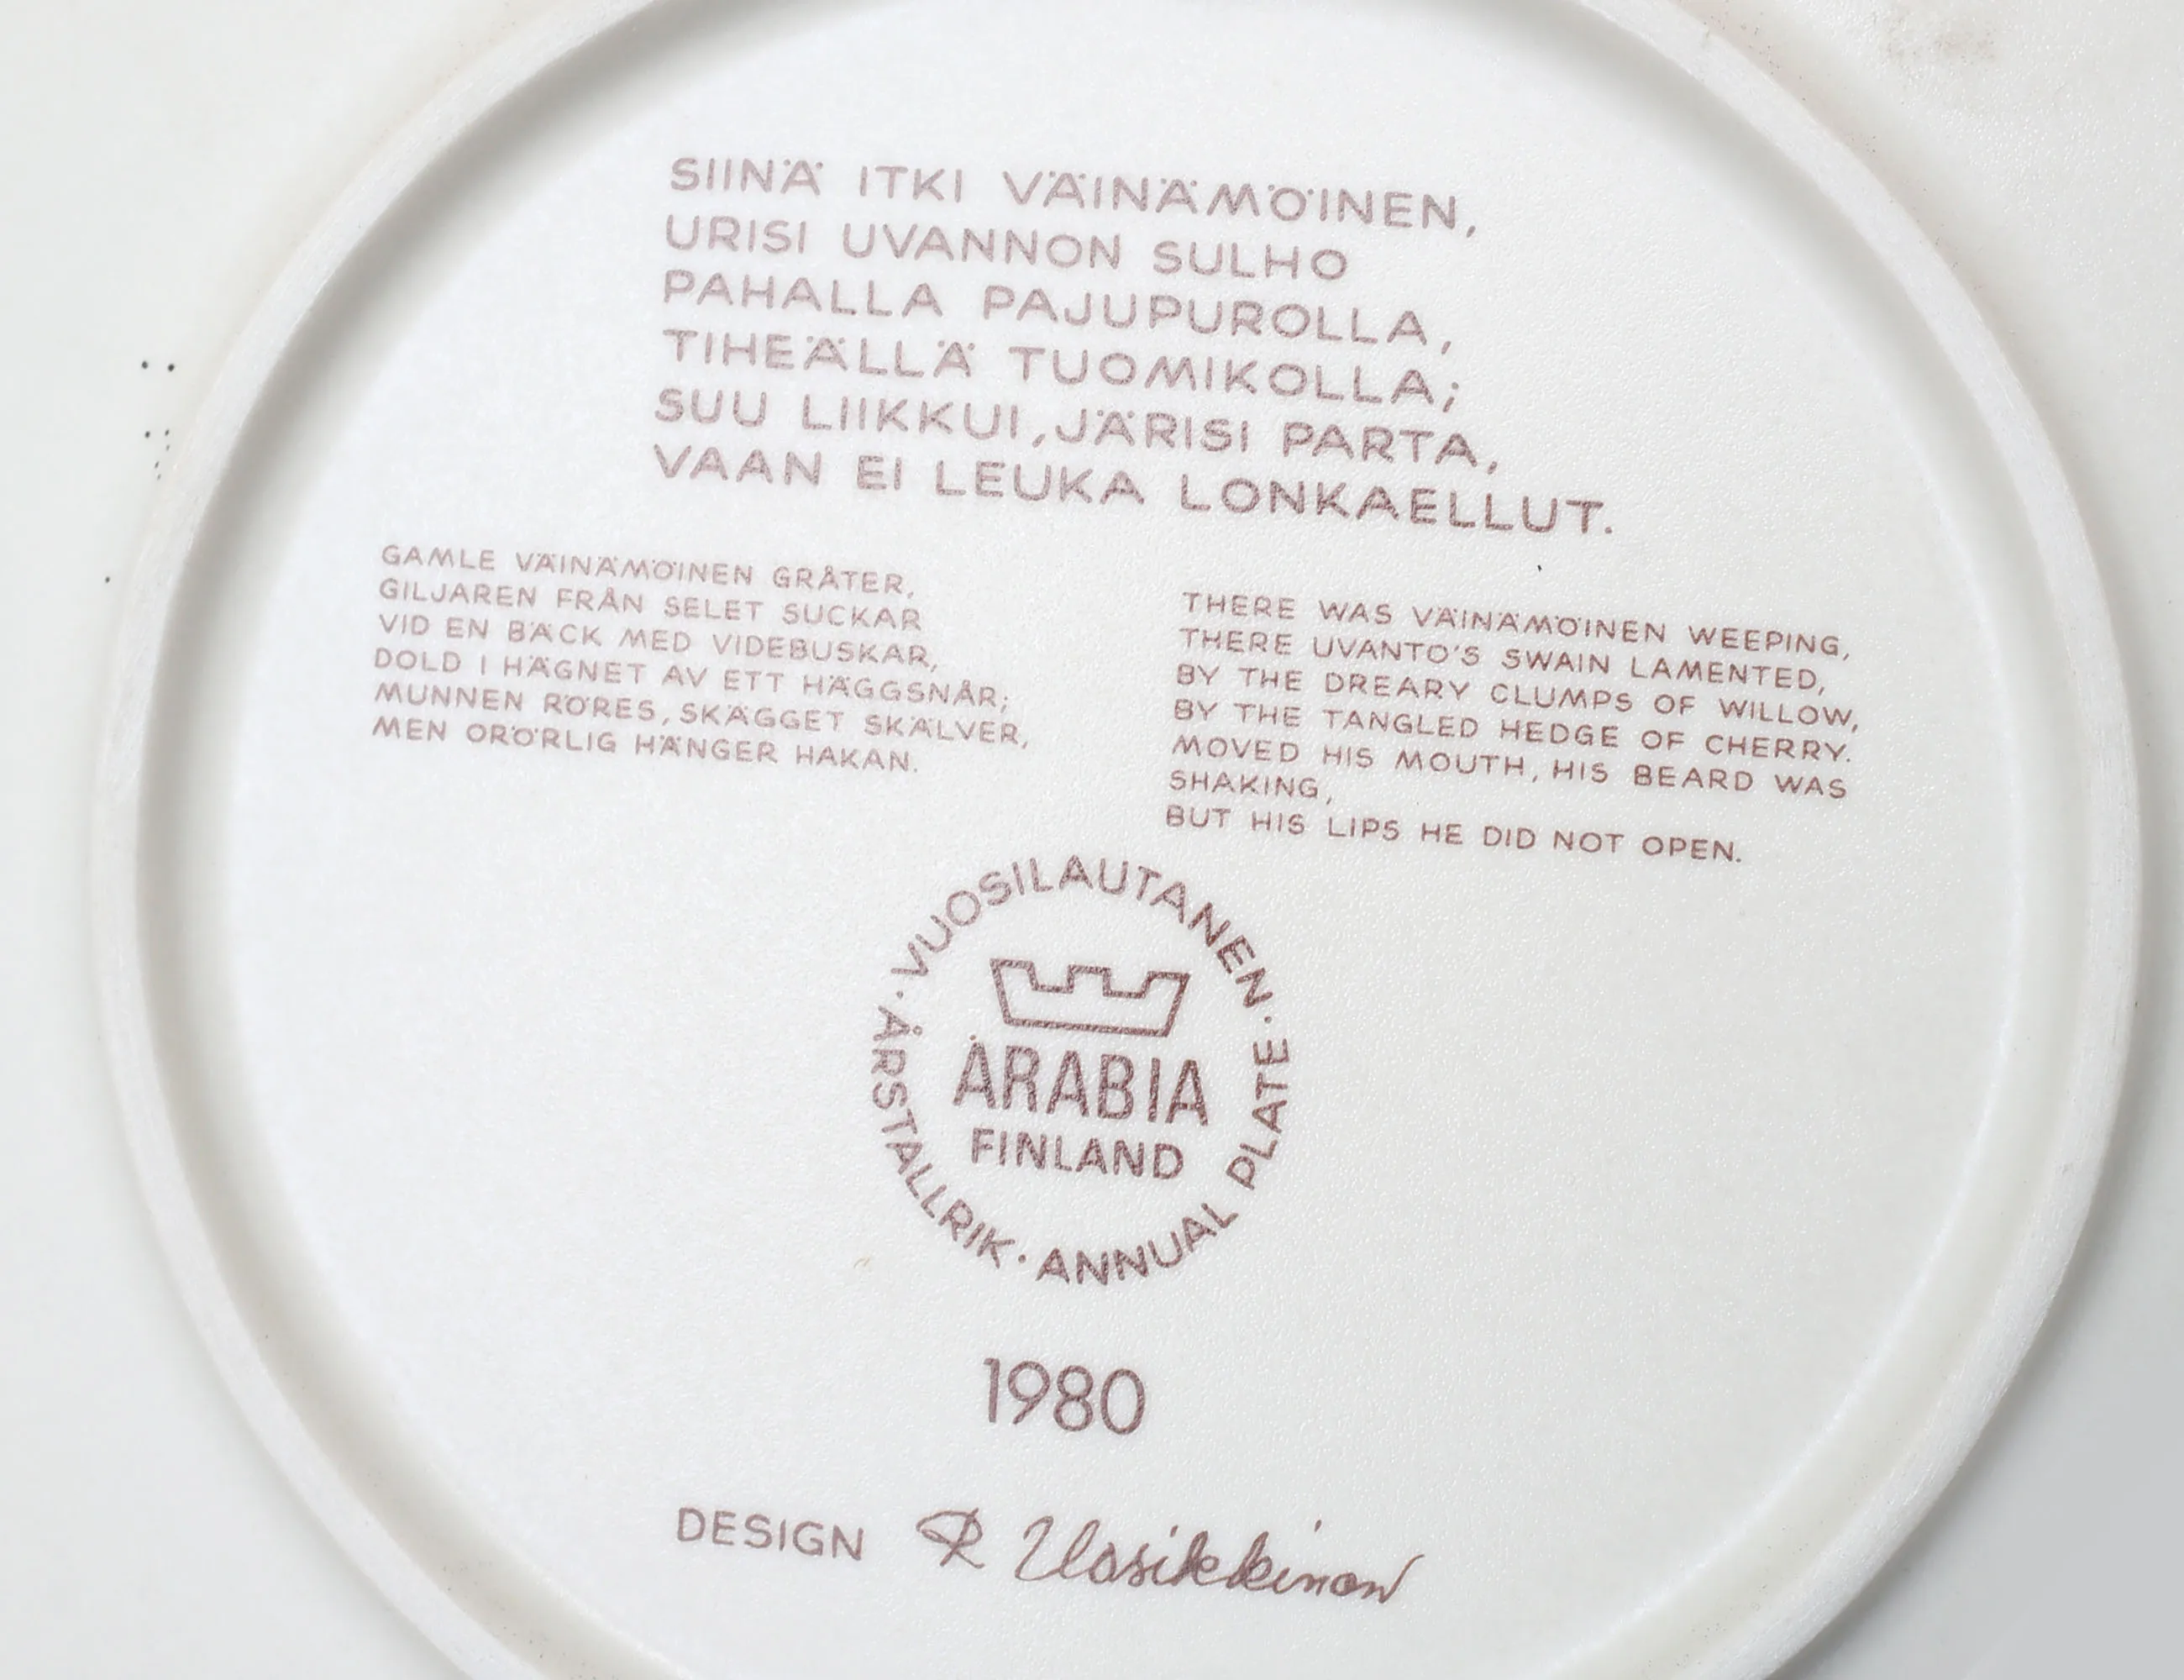 SIINÄ ITKI VÄINÄMÖINEN,
URISI UVANNON SULHO
PAHALLA PAJUPUROLLA,
TIHEÄLLÄ TUOMIKOLLA;
SUU LIIKKUI, JÄRISI PARTA,
VAAN EI LEUKA LONKAELLUT.
GAMLE VÄINÄMÖINEN GRÅTER,
GILJAREN FRÅN SELET SUCKAR
VID EN BÄCK MED VIDEBUSKAR,
DOLD I HÄGNET AV ETT HÄGGSNÅR;
MUNNEN RÖRES, SKÄGGET SKÄLVER,
MEN ORÖRLIG HÄNGER HAKAN.
THERE WAS VÄINÄMÖINEN WEEPING,
THERE UVANTO'S SWAIN LAMENTED,
BY THE DREARY CLUMPS OF WILLOW,
BY THE TANGLED HEDGE OF CHERRY.
MOVED HIS MOUTH, HIS BEARD WAS
SHAKING,
BUT HIS LIPS HE DID NOT OPEN.
VUOSILAUTANEN · ANNUAL PLATE · ÅRSTALLRIK ·
ARABIA
FINLAND
1980
DESIGN R Uosikkinen